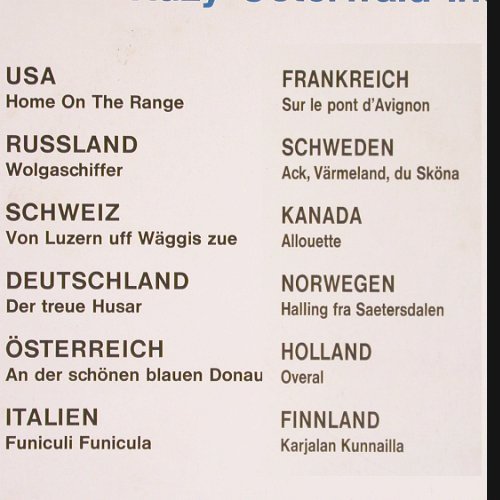 USA
Home On The Range
RUSSLAND
Wolgaschiffer
SCHWEIZ
Von Luzern uff Wäggis zue
DEUTSCHLAND
Der treue Husar
ÖSTERREICH
An der schönen blauen Donau
ITALIEN
Funiculi Funicula
FRANKREICH
Sur le pont d'Avignon
SCHWEDEN
Ack, Värmeland, du Sköna
KANADA
Allouette
NORWEGEN
Halling fra Saetersdalen
HOLLAND
Overal
FINNLAND
Karjalan Kunnailla